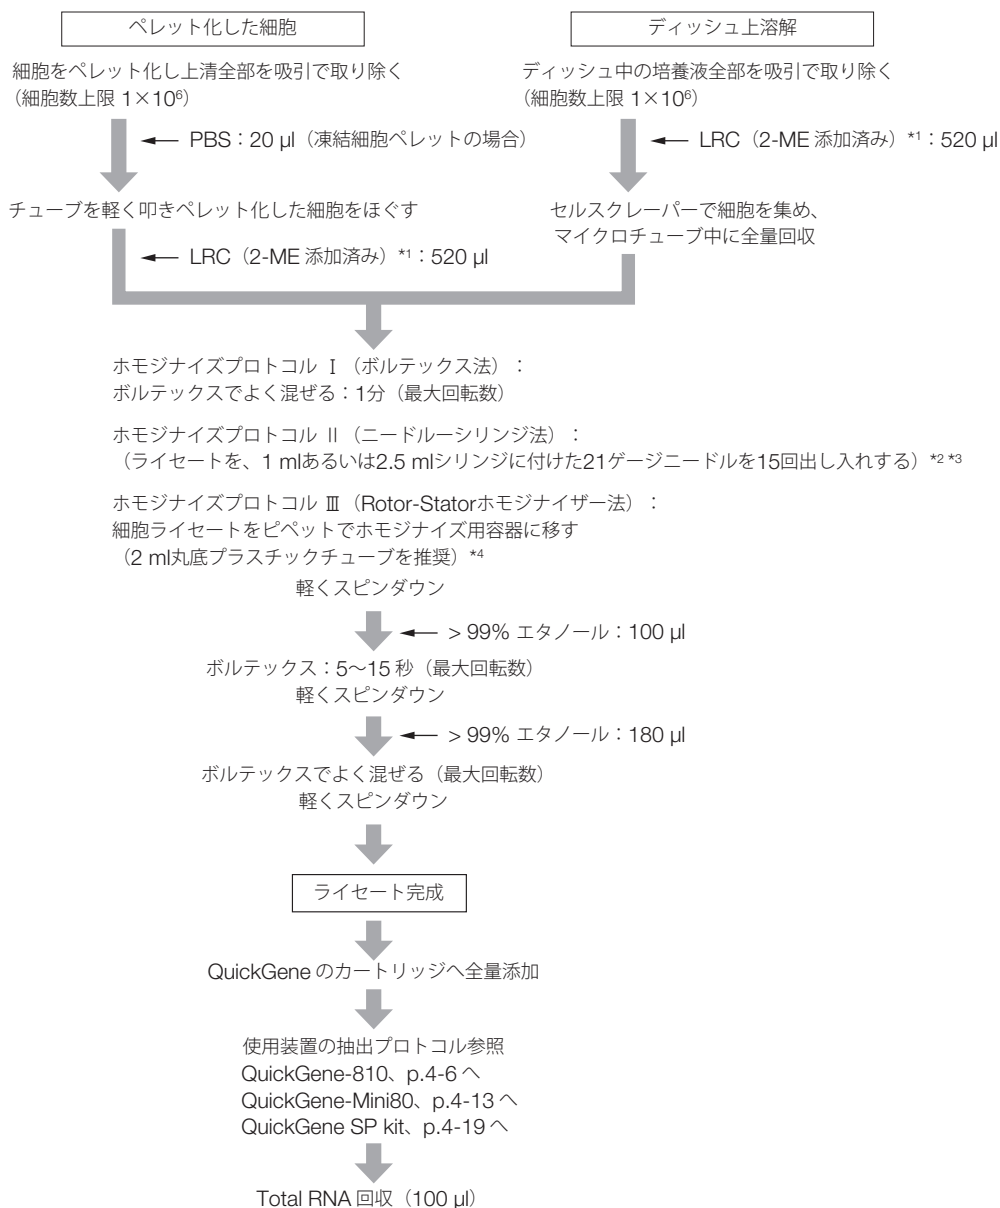 ペレット化した細胞
細胞をペレット化し上清全部を吸引で取り除く
（細胞数上限 1×10⁶）
PBS：20 µl（凍結細胞ペレットの場合）
チューブを軽く叩きペレット化した細胞をほぐす
LRC（2-ME 添加済み）*1：520 µl
ディッシュ上溶解
ディッシュ中の培養液全部を吸引で取り除く
（細胞数上限 1×10⁶）
LRC（2-ME 添加済み）*1：520 µl
セルスクレーパーで細胞を集め、
マイクロチューブ中に全量回収
ホモジナイズプロトコル Ⅰ（ボルテックス法）：
ボルテックスでよく混ぜる：1分（最大回転数）
ホモジナイズプロトコル Ⅱ（ニードルーシリンジ法）：
（ライセートを、1 mlあるいは2.5 mlシリンジに付けた21ゲージニードルを15回出し入れする）*2 *3
ホモジナイズプロトコル Ⅲ（Rotor-Statorホモジナイザー法）：
細胞ライセートをピペットでホモジナイズ用容器に移す
（2 ml丸底プラスチックチューブを推奨）*4
軽くスピンダウン
> 99% エタノール：100 µl
ボルテックス：5〜15 秒（最大回転数）
軽くスピンダウン
> 99% エタノール：180 µl
ボルテックスでよく混ぜる（最大回転数）
軽くスピンダウン
ライセート完成
QuickGene のカートリッジへ全量添加
使用装置の抽出プロトコル参照
QuickGene-810、p.4-6 へ
QuickGene-Mini80、p.4-13 へ
QuickGene SP kit、p.4-19 へ
Total RNA 回収（100 µl）